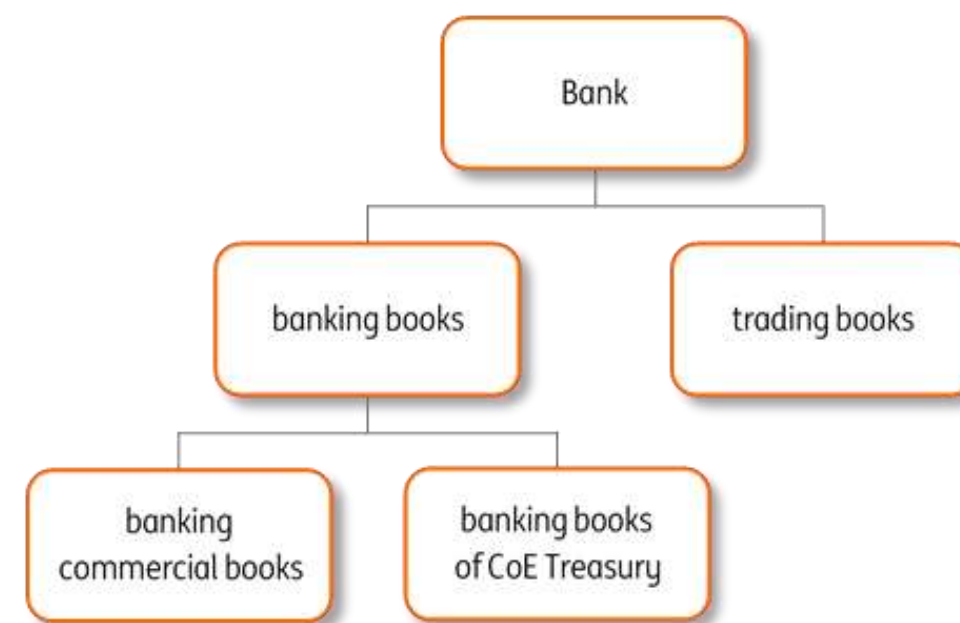 Bank
banking books
trading books
banking
commercial books
banking books
of CoE Treasury